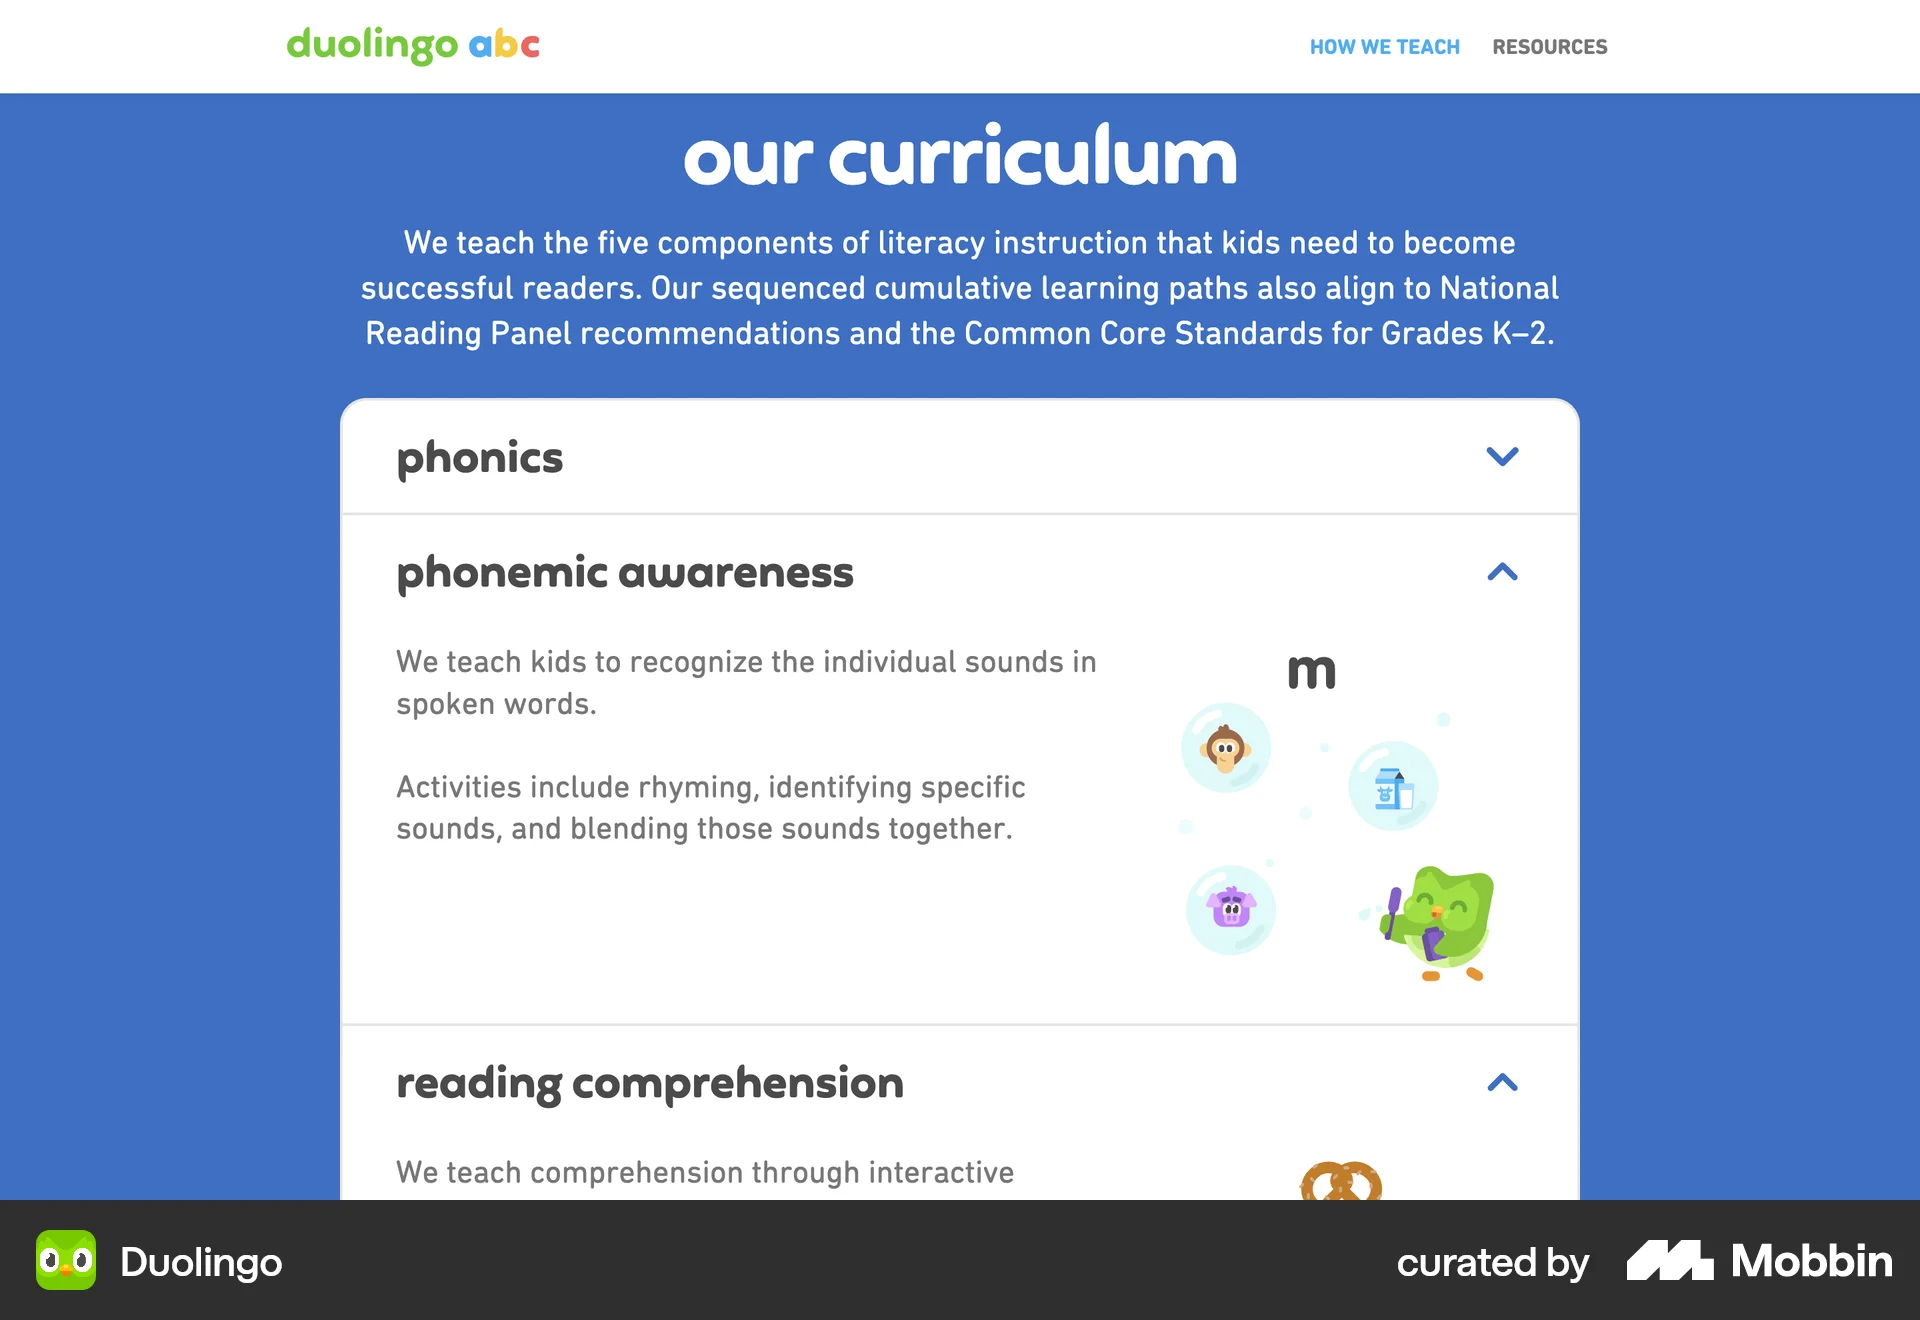 duolingo abc
HOW WE TEACH
RESOURCES
our curriculum
We teach the five components of literacy instruction that kids need to become
successful readers. Our sequenced cumulative learning paths also align to National
Reading Panel recommendations and the Common Core Standards for Grades K–2.
phonics
phonemic awareness
We teach kids to recognize the individual sounds in
spoken words.
Activities include rhyming, identifying specific
sounds, and blending those sounds together.
m
reading comprehension
We teach comprehension through interactive
Duolingo
curated by
Mobbin